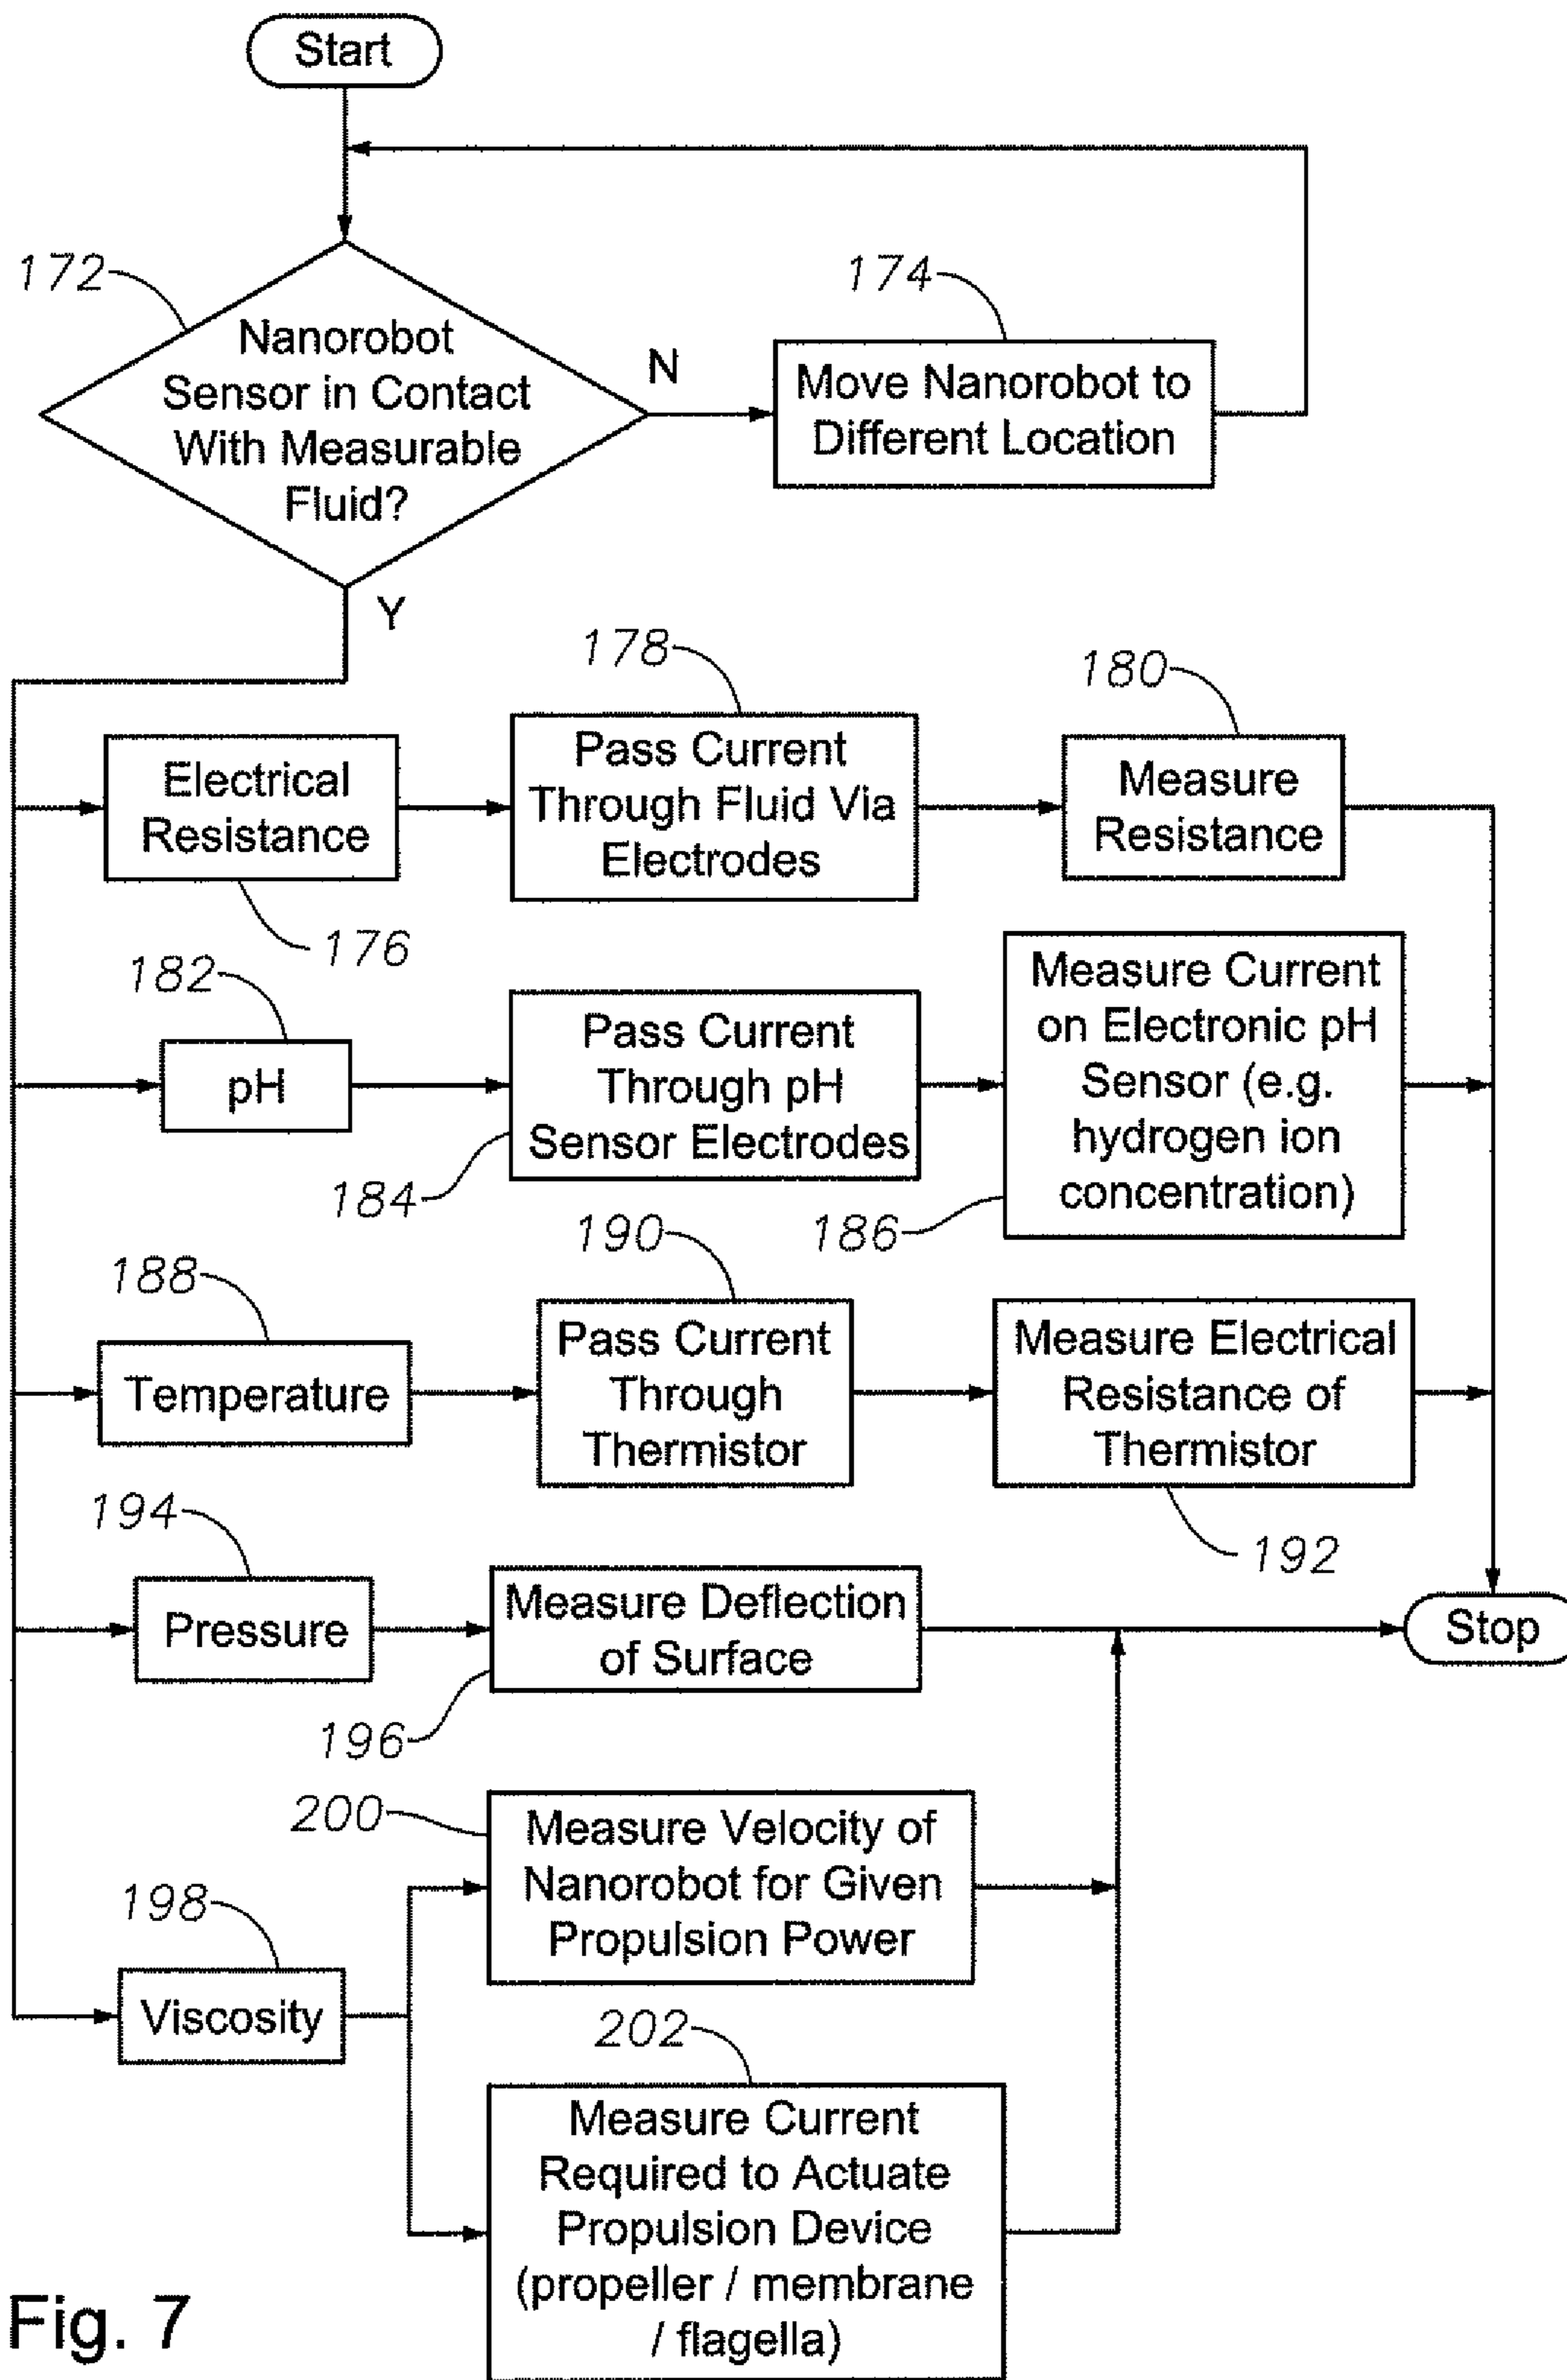 Start
172
Nanorobot
Sensor in Contact
With Measurable
Fluid?
N
174
Move Nanorobot to
Different Location
Y
Electrical
Resistance
176
178
Pass Current
Through Fluid Via
Electrodes
180
Measure
Resistance
182
pH
Pass Current
Through pH
Sensor Electrodes
184
Measure Current
on Electronic pH
Sensor (e.g.
hydrogen ion
concentration)
186
188
Temperature
190
Pass Current
Through
Thermistor
Measure Electrical
Resistance of
Thermistor
192
194
Pressure
Measure Deflection
of Surface
196
Stop
198
Viscosity
200
Measure Velocity of
Nanorobot for Given
Propulsion Power
202
Measure Current
Required to Actuate
Propulsion Device
(propeller / membrane
/ flagella)
Fig. 7